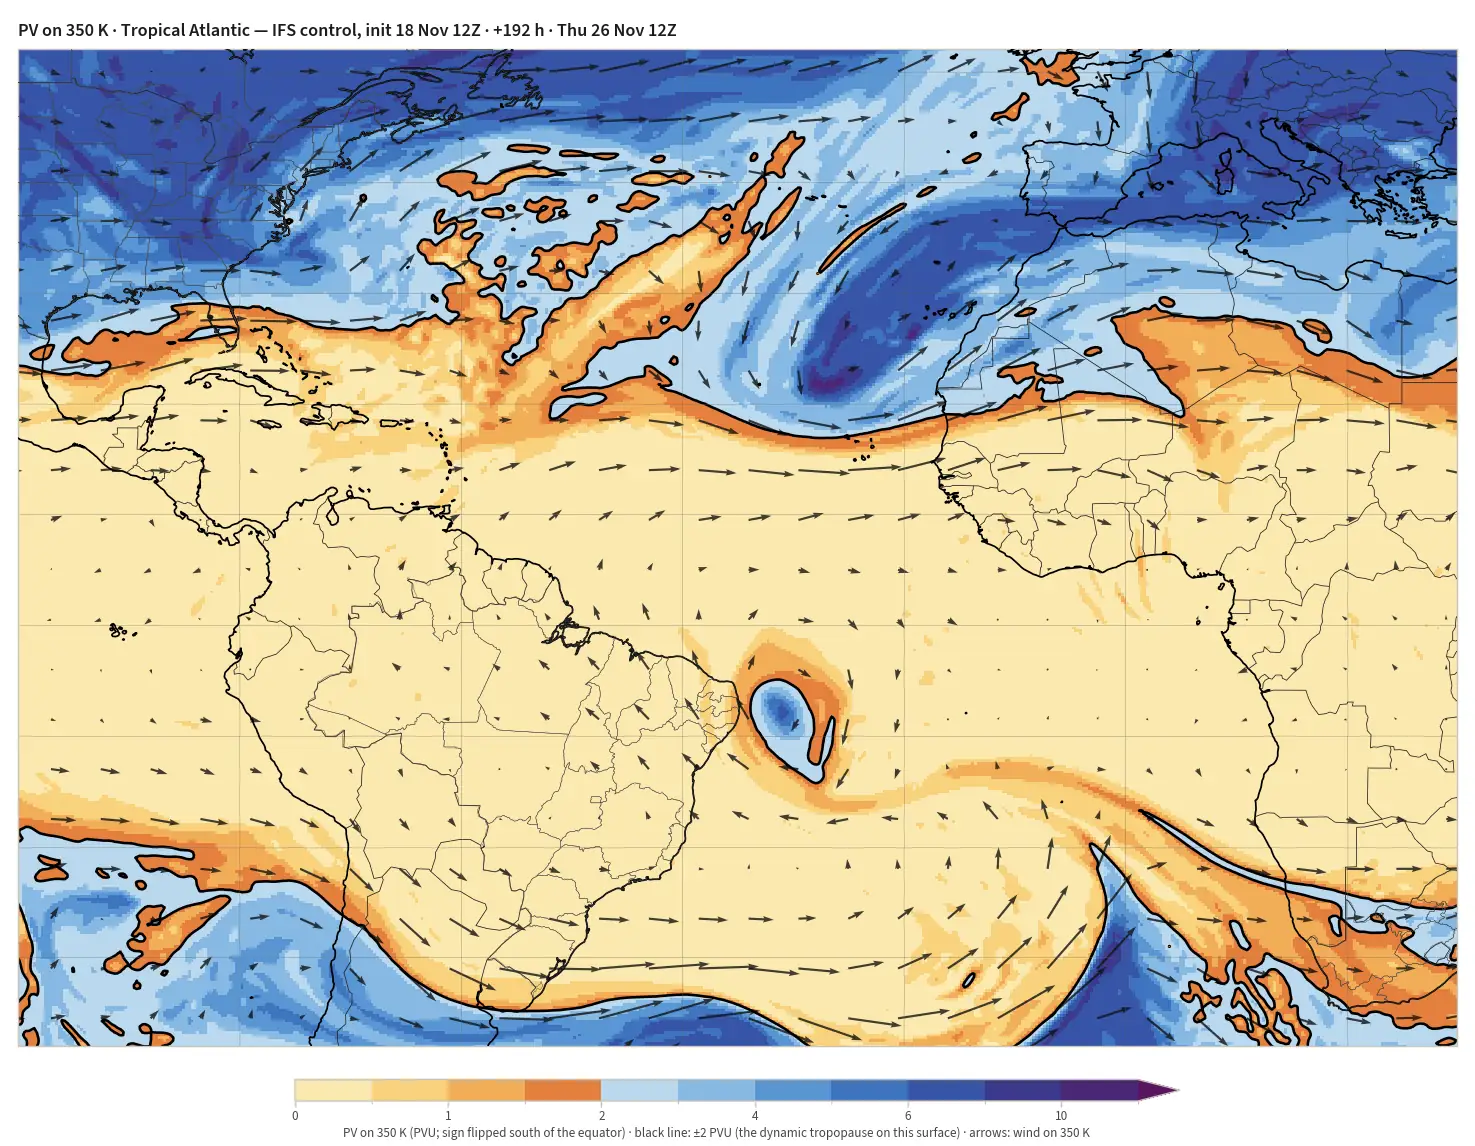 PV on 350 K · Tropical Atlantic — IFS control, init 18 Nov 12Z · +192 h · Thu 26 Nov 12Z
0 1 2 4 6 10
PV on 350 K (PVU; sign flipped south of the equator) · black line: ±2 PVU (the dynamic tropopause on this surface) · arrows: wind on 350 K